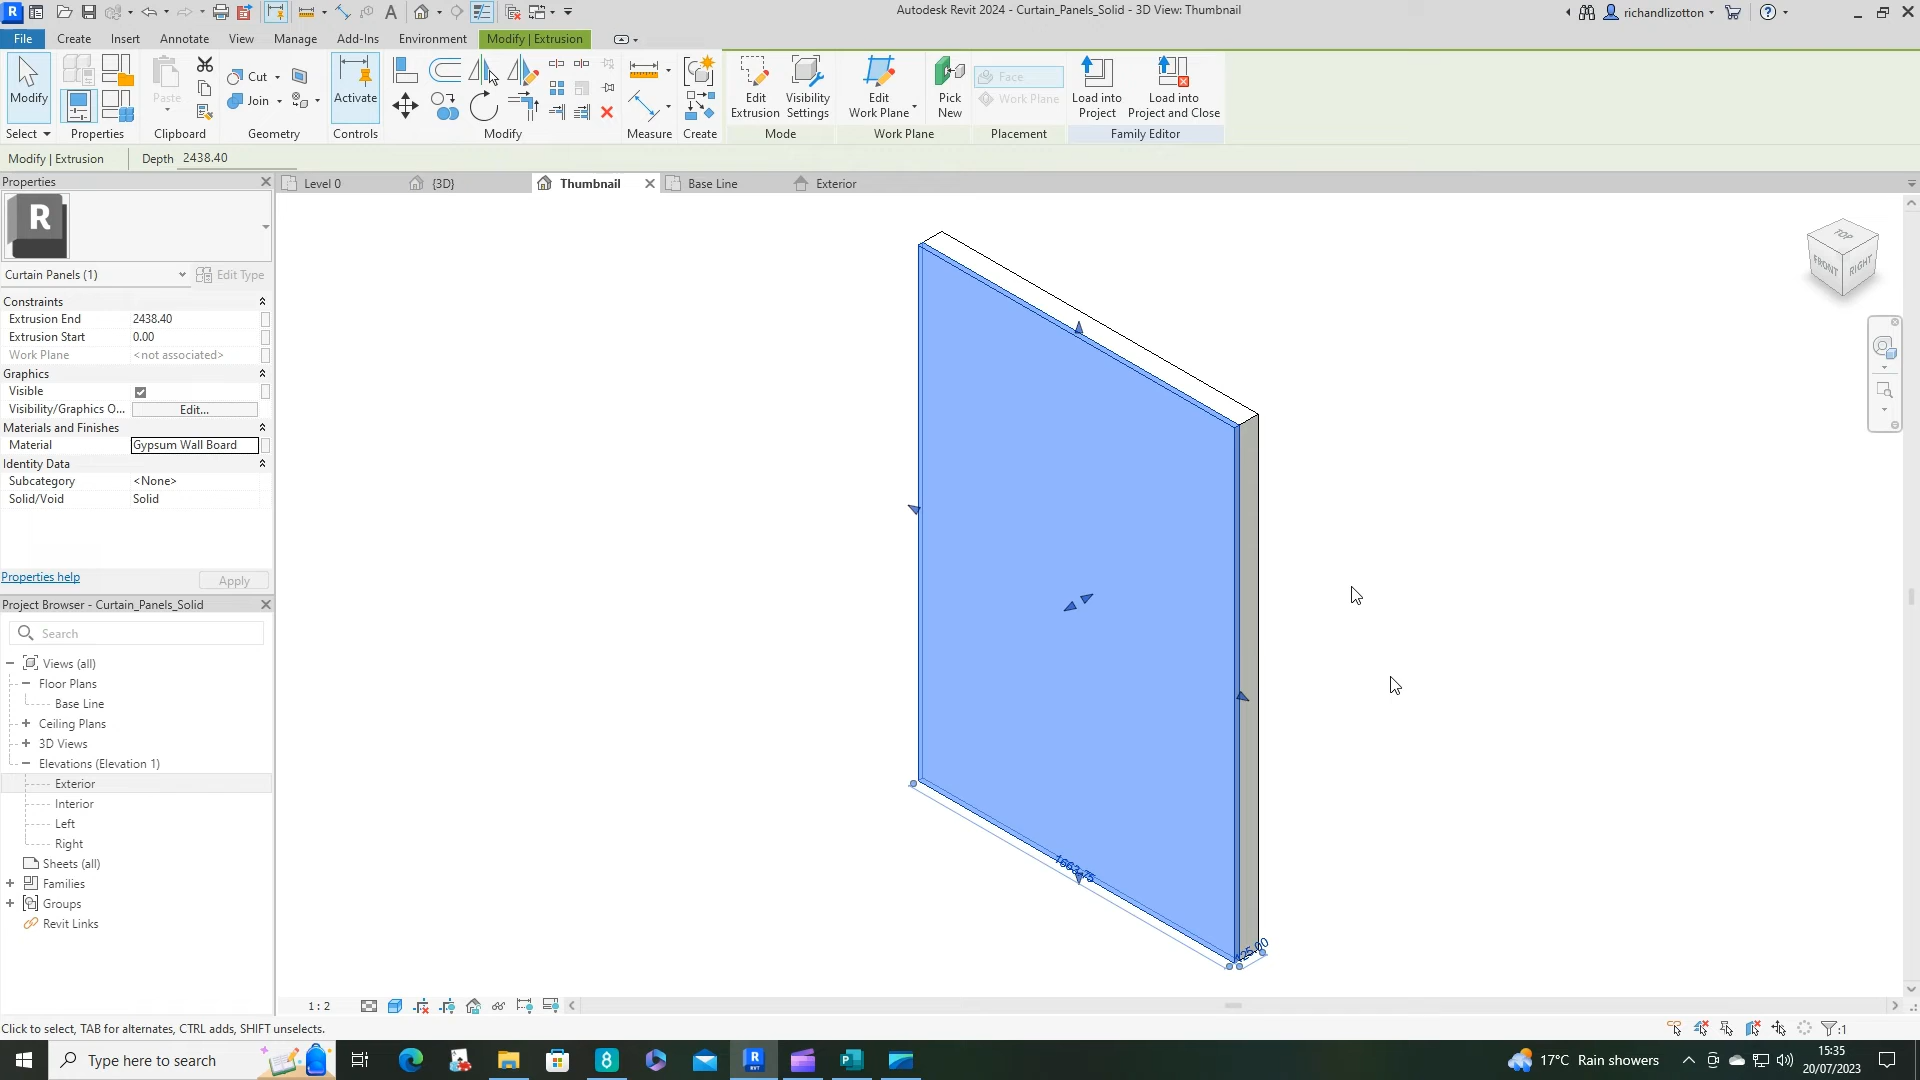 Autodesk Revit 2024 - Curtain_Panels_Solid - 3D View: Thumbnail
richandlizotton
File Create Insert Annotate View Manage Add-Ins Environment Modify | Extrusion
Modify Paste Cut Join Activate Edit Extrusion Visibility Settings Edit Work Plane Pick New Face Work Plane Load into Project Load into Project and Close
Select Properties Clipboard Geometry Controls Modify Measure Create Mode Work Plane Placement Family Editor
Modify | Extrusion Depth 2438.40
Properties
Level 0 {3D} Thumbnail Base Line Exterior
R
Curtain Panels (1) Edit Type
Constraints
Extrusion End 2438.40
Extrusion Start 0.00
Work Plane <not associated>
Graphics
Visible
Visibility/Graphics O... Edit...
Materials and Finishes
Material Gypsum Wall Board
Identity Data
Subcategory <None>
Solid/Void Solid
Properties help Apply
Project Browser - Curtain_Panels_Solid
Search
Views (all)
Floor Plans
Base Line
Ceiling Plans
3D Views
Elevations (Elevation 1)
Exterior
Interior
Left
Right
Sheets (all)
Families
Groups
Revit Links
TOP
FRONT RIGHT
1663.75
1 : 2
Click to select, TAB for alternates, CTRL adds, SHIFT unselects.
:1
Type here to search
17°C Rain showers
15:35
20/07/2023